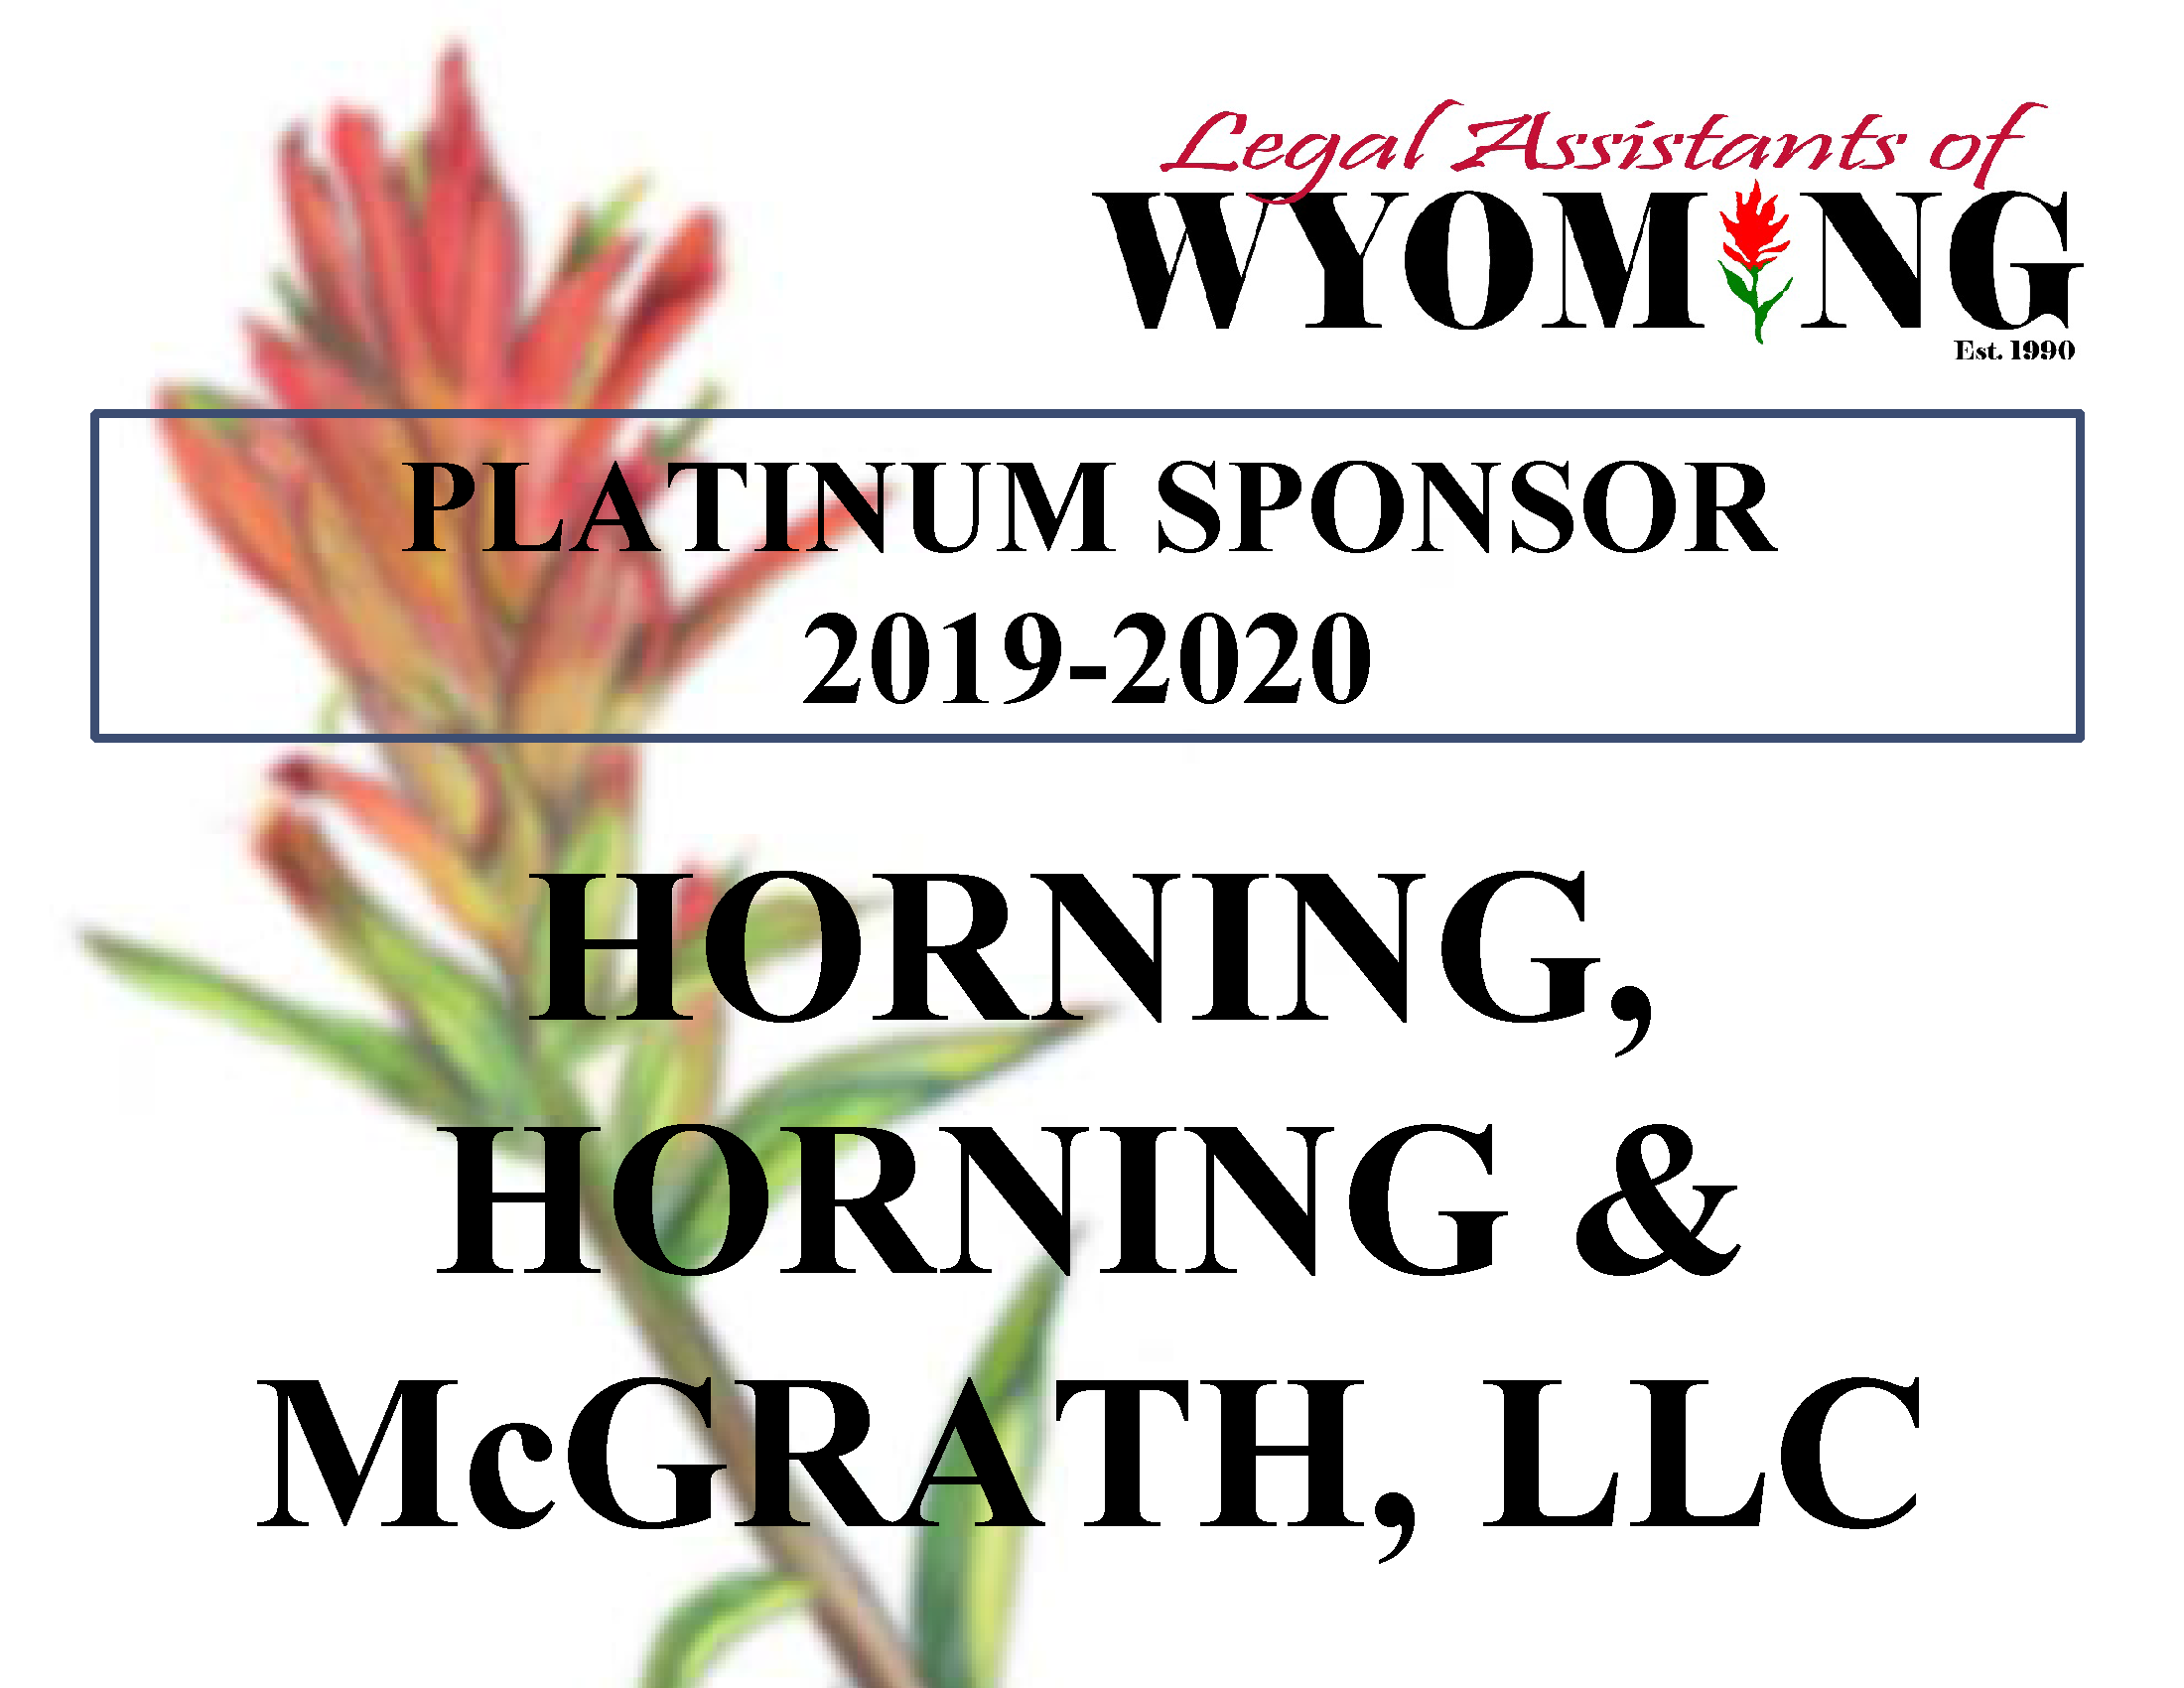 Legal Assistants of
WYOMING
Est. 1990
PLATINUM SPONSOR
2019-2020
HORNING,
HORNING &
McGRATH, LLC